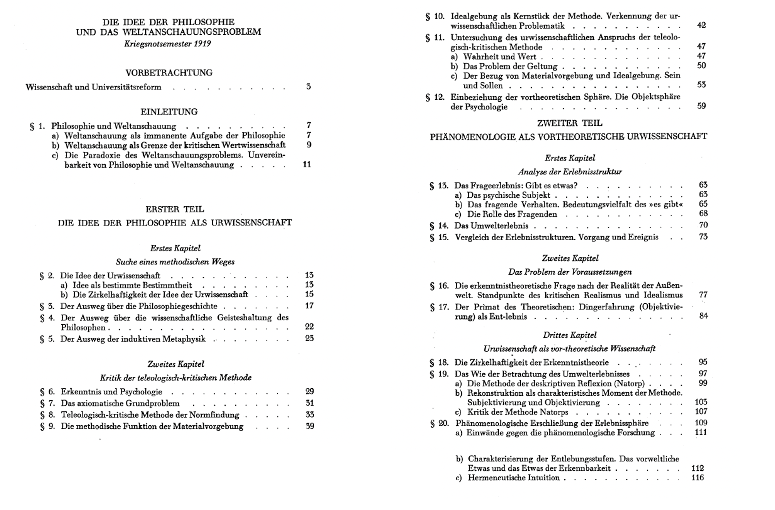 DIE IDEE DER PHILOSOPHIE
UND DAS WELTANSCHAUUNGSPROBLEM
Kriegsnotsemester 1919
VORBETRACHTUNG
Wissenschaft und Universitätsreform . . . . . . . . . . . 3
EINLEITUNG
§ 1. Philosophie und Weltanschauung . . . . . . . . . . 7
a) Weltanschauung als immanente Aufgabe der Philosophie 7
b) Weltanschauung als Grenze der kritischen Wertwissenschaft 9
c) Die Paradoxie des Weltanschauungsproblems. Unverein-
barkeit von Philosophie und Weltanschauung . . . . . 11
ERSTER TEIL
DIE IDEE DER PHILOSOPHIE ALS URWISSENSCHAFT
Erstes Kapitel
Suche eines methodischen Weges
§ 2. Die Idee der Urwissenschaft . . . . . . . . . . . . 13
a) Idee als bestimmte Bestimmtheit . . . . . . . . . 13
b) Die Zirkelhaftigkeit der Idee der Urwissenschaft . . . . 15
§ 3. Der Ausweg über die Philosophiegeschichte . . . . . . 17
§ 4. Der Ausweg über die wissenschaftliche Geisteshaltung des
Philosophen . . . . . . . . . . . . . . . . . 22
§ 5. Der Ausweg der induktiven Metaphysik . . . . . . . 23
Zweites Kapitel
Kritik der teleologisch-kritischen Methode
§ 6. Erkenntnis und Psychologie . . . . . . . . . . . . 29
§ 7. Das axiomatische Grundproblem . . . . . . . . . . 31
§ 8. Teleologisch-kritische Methode der Normfindung . . . . . 33
§ 9. Die methodische Funktion der Materialvorgebung . . . . 39
§ 10. Idealgebung als Kernstück der Methode. Verkennung der ur-
wissenschaftlichen Problematik . . . . . . . . . . . 42
§ 11. Untersuchung des urwissenschaftlichen Anspruchs der teleolo-
gisch-kritischen Methode . . . . . . . . . . . . . 47
a) Wahrheit und Wert . . . . . . . . . . . . . . 47
b) Das Problem der Geltung . . . . . . . . . . . . 50
c) Der Bezug von Materialvorgebung und Idealgebung. Sein
und Sollen . . . . . . . . . . . . . . . . . 53
§ 12. Einbeziehung der vortheoretischen Sphäre. Die Objektsphäre
der Psychologie . . . . . . . . . . . . . . . . 59
ZWEITER TEIL
PHÄNOMENOLOGIE ALS VORTHEORETISCHE URWISSENSCHAFT
Erstes Kapitel
Analyse der Erlebnisstruktur
§ 13. Das Frageerlebnis: Gibt es etwas? . . . . . . . . . . 63
a) Das psychische Subjekt . . . . . . . . . . . . . 63
b) Das fragende Verhalten. Bedeutungsvielfalt des »es gibt« 65
c) Die Rolle des Fragenden . . . . . . . . . . . . 68
§ 14. Das Umwelterlebnis . . . . . . . . . . . . . . . 70
§ 15. Vergleich der Erlebnisstrukturen. Vorgang und Ereignis . . 73
Zweites Kapitel
Das Problem der Voraussetzungen
§ 16. Die erkenntnistheoretische Frage nach der Realität der Außen-
welt. Standpunkte des kritischen Realismus und Idealismus 77
§ 17. Der Primat des Theoretischen: Dingerfahrung (Objektivie-
rung) als Ent-lebnis . . . . . . . . . . . . . . 84
Drittes Kapitel
Urwissenschaft als vor-theoretische Wissenschaft
§ 18. Die Zirkelhaftigkeit der Erkenntnistheorie . . . . . . . 95
§ 19. Das Wie der Betrachtung des Umwelterlebnisses . . . . . 97
a) Die Methode der deskriptiven Reflexion (Natorp) . . . . 99
b) Rekonstruktion als charakteristisches Moment der Methode.
Subjektivierung und Objektivierung . . . . . . . . 103
c) Kritik der Methode Natorps . . . . . . . . . . . 107
§ 20. Phänomenologische Erschließung der Erlebnissphäre . . . 109
a) Einwände gegen die phänomenologische Forschung . . . 111
b) Charakterisierung der Entlebungsstufen. Das vorweltliche
Etwas und das Etwas der Erkennbarkeit . . . . . . . 112
c) Hermeneutische Intuition . . . . . . . . . . . . 116